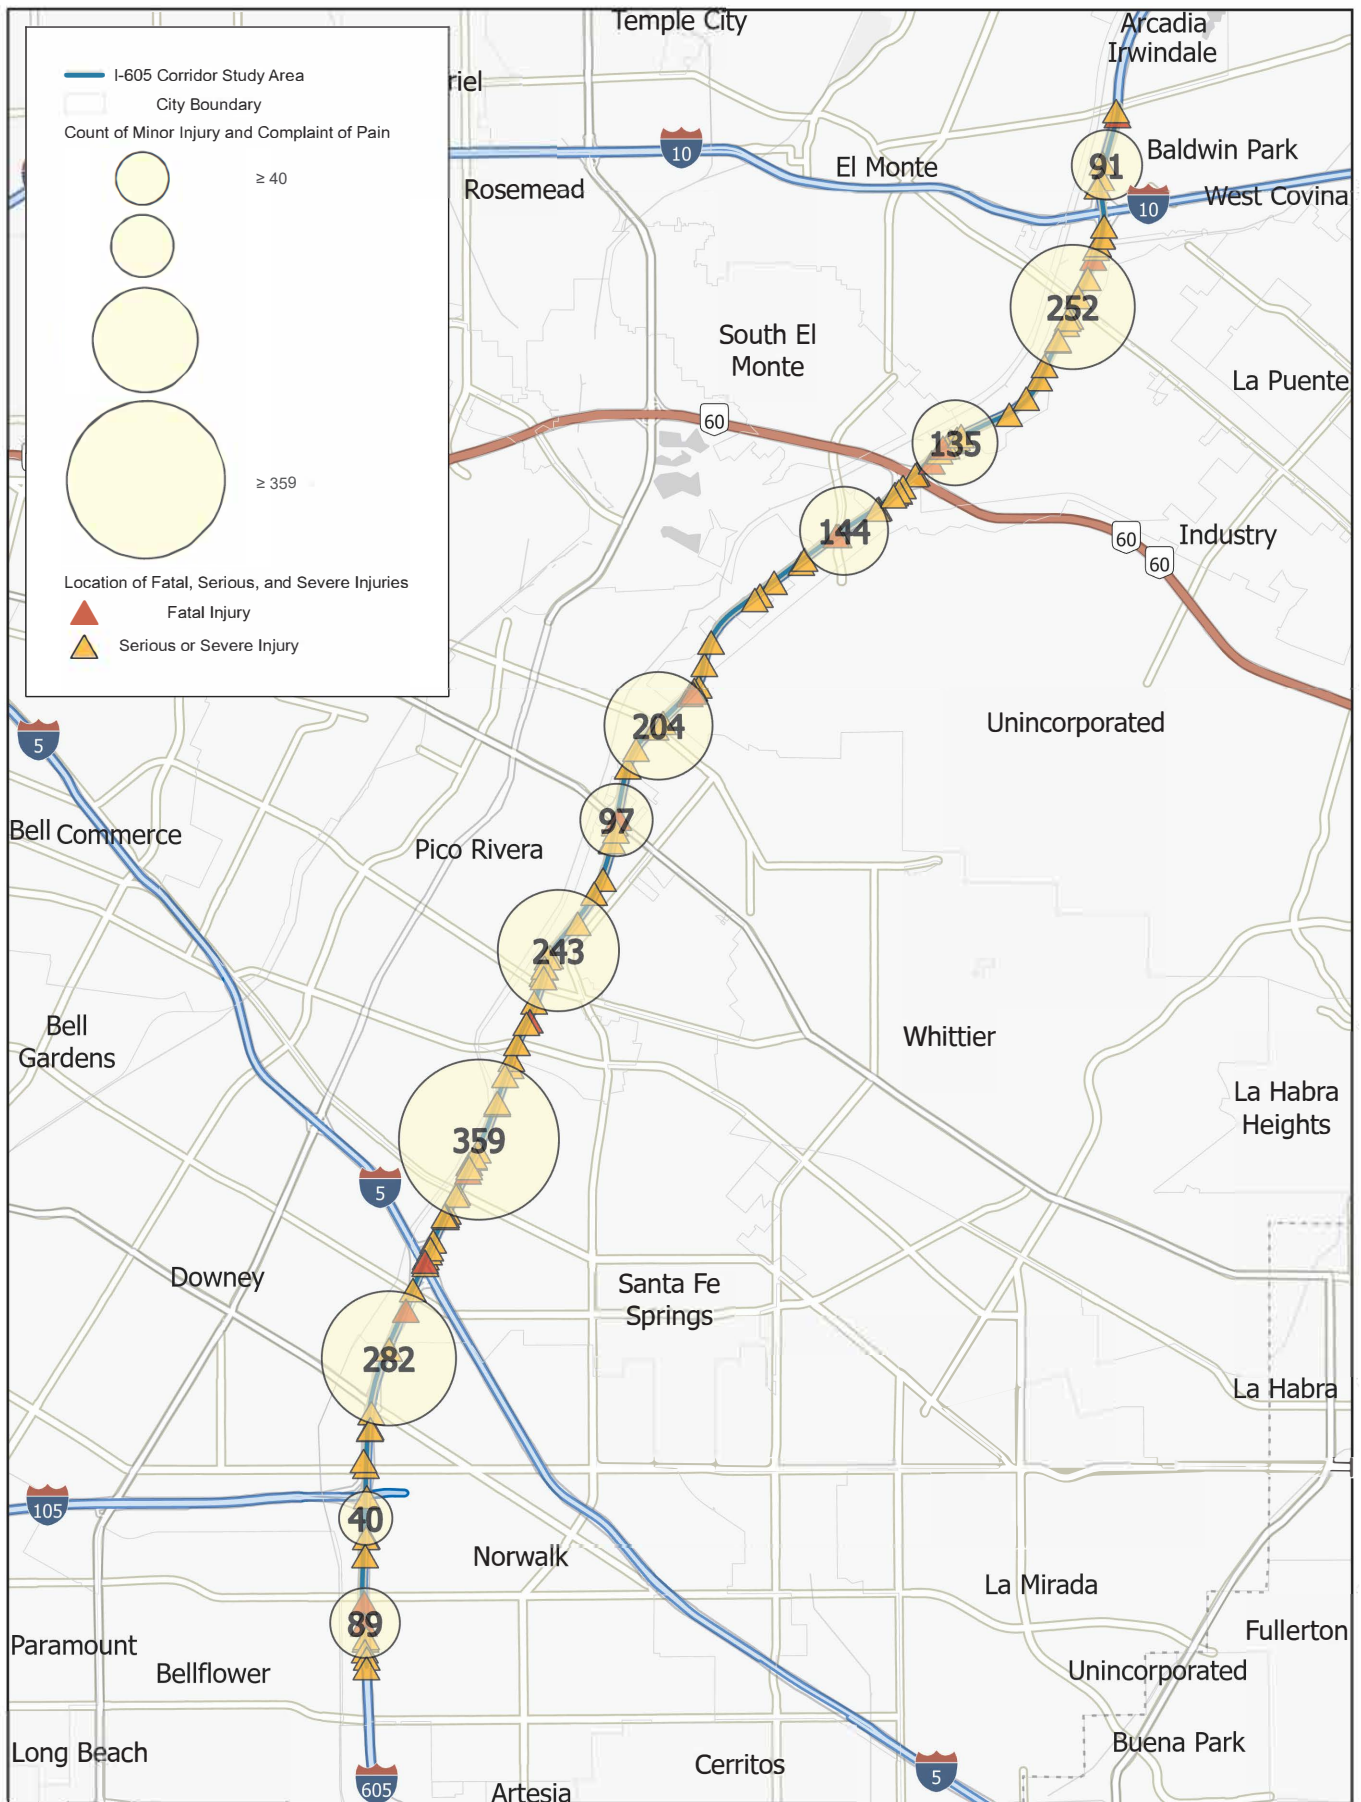 Temple City
Arcadia
Irwindale
riel
I-605 Corridor Study Area
City Boundary
Count of Minor Injury and Complaint of Pain
≥ 40
≥ 359
Location of Fatal, Serious, and Severe Injuries
Fatal Injury
Serious or Severe Injury
10
El Monte
91
Baldwin Park
Rosemead
10
West Covina
252
South El
Monte
La Puente
60
135
144
60
Industry
60
204
Unincorporated
5
97
Bell
Commerce
Pico Rivera
243
Bell
Gardens
Whittier
La Habra
Heights
359
5
Downey
Santa Fe
Springs
282
La Habra
105
40
Norwalk
La Mirada
89
Paramount
Fullerton
Bellflower
Unincorporated
Long Beach
Buena Park
Cerritos
5
605
Artesia